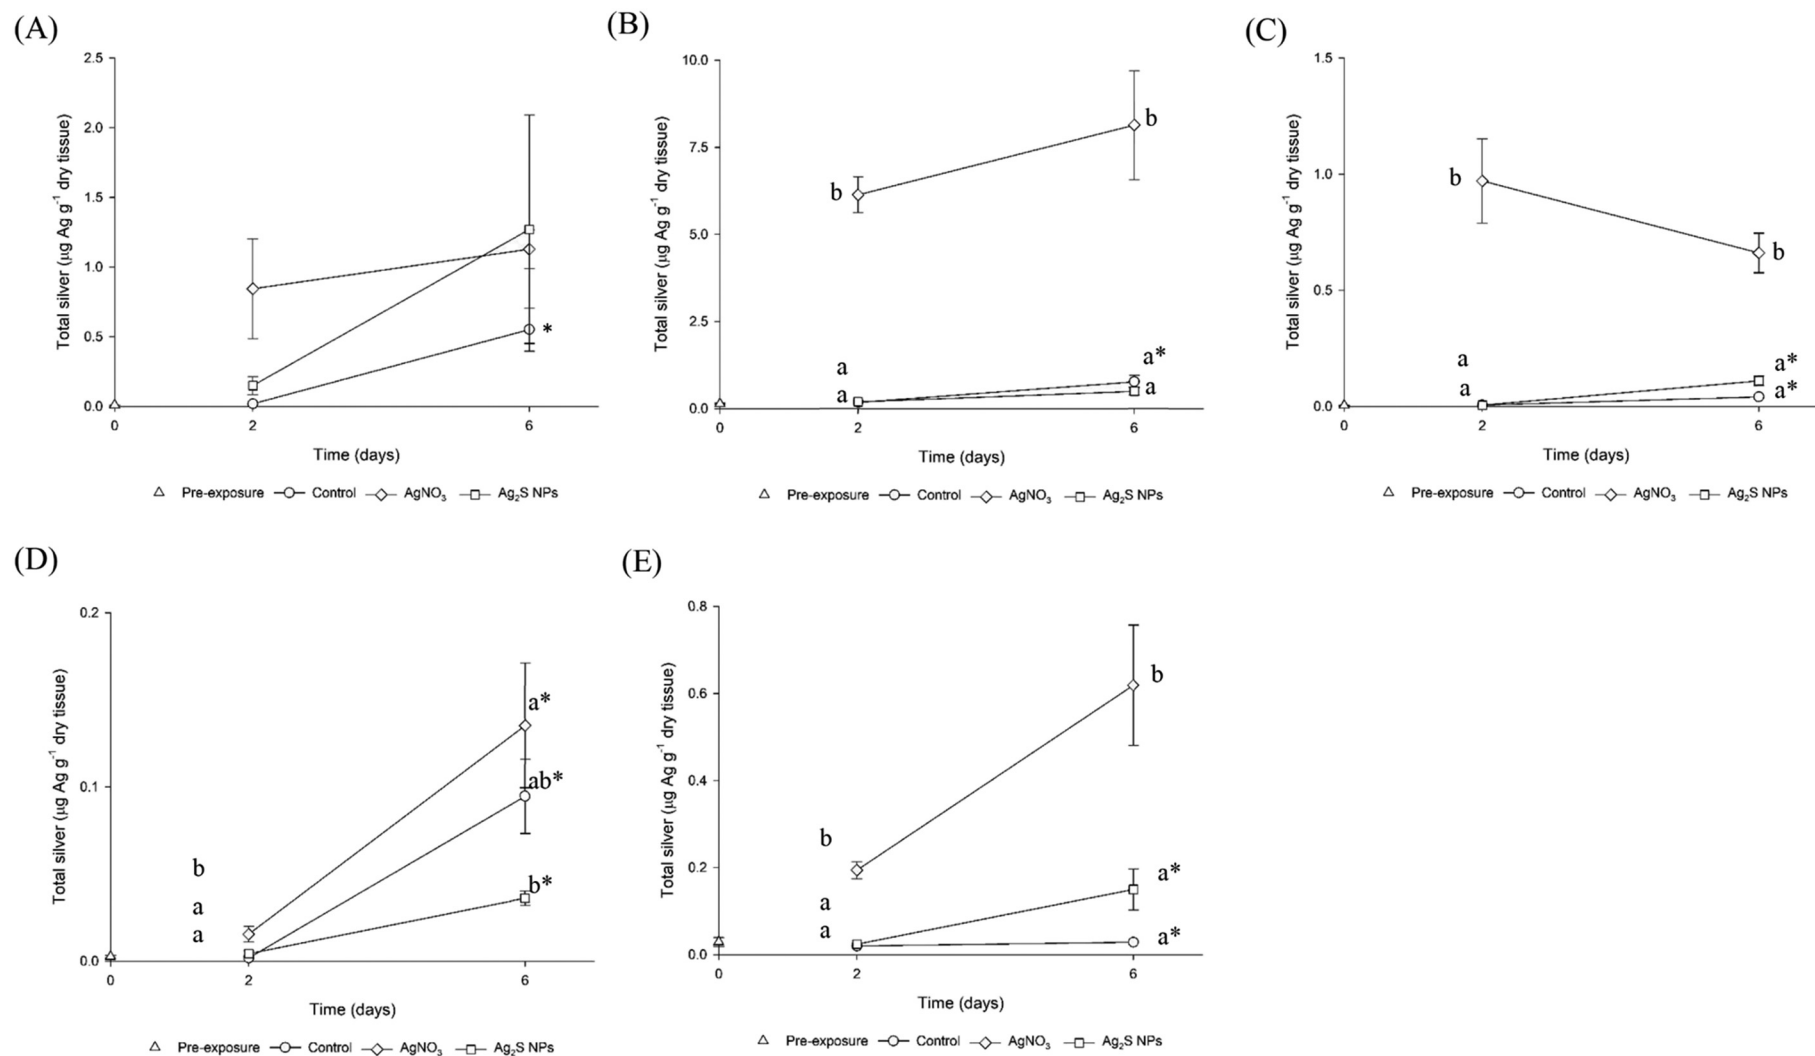 (A)
2.5
2.0
1.5
1.0
0.5
0.0
Total silver (µg Ag g-1 dry tissue)
*
0 2 6
Time (days)
Pre-exposure Control AgNO3 Ag2S NPs
(B)
10.0
7.5
5.0
2.5
0.0
Total silver (µg Ag g-1 dry tissue)
b
b
a
a*
a
a
0 2 6
Time (days)
Pre-exposure Control AgNO3 Ag2S NPs
(C)
1.5
1.0
0.5
0.0
Total silver (µg Ag g-1 dry tissue)
b
b
a
a*
a
a*
0 2 6
Time (days)
Pre-exposure Control AgNO3 Ag2S NPs
(D)
0.2
0.1
0.0
Total silver (µg Ag g-1 dry tissue)
a*
ab*
b
b*
a
a
0 2 6
Time (days)
Pre-exposure Control AgNO3 Ag2S NPs
(E)
0.8
0.6
0.4
0.2
0.0
Total silver (µg Ag g-1 dry tissue)
b
b
a*
a
a
a*
0 2 6
Time (days)
Pre-exposure Control AgNO3 Ag2S NPs